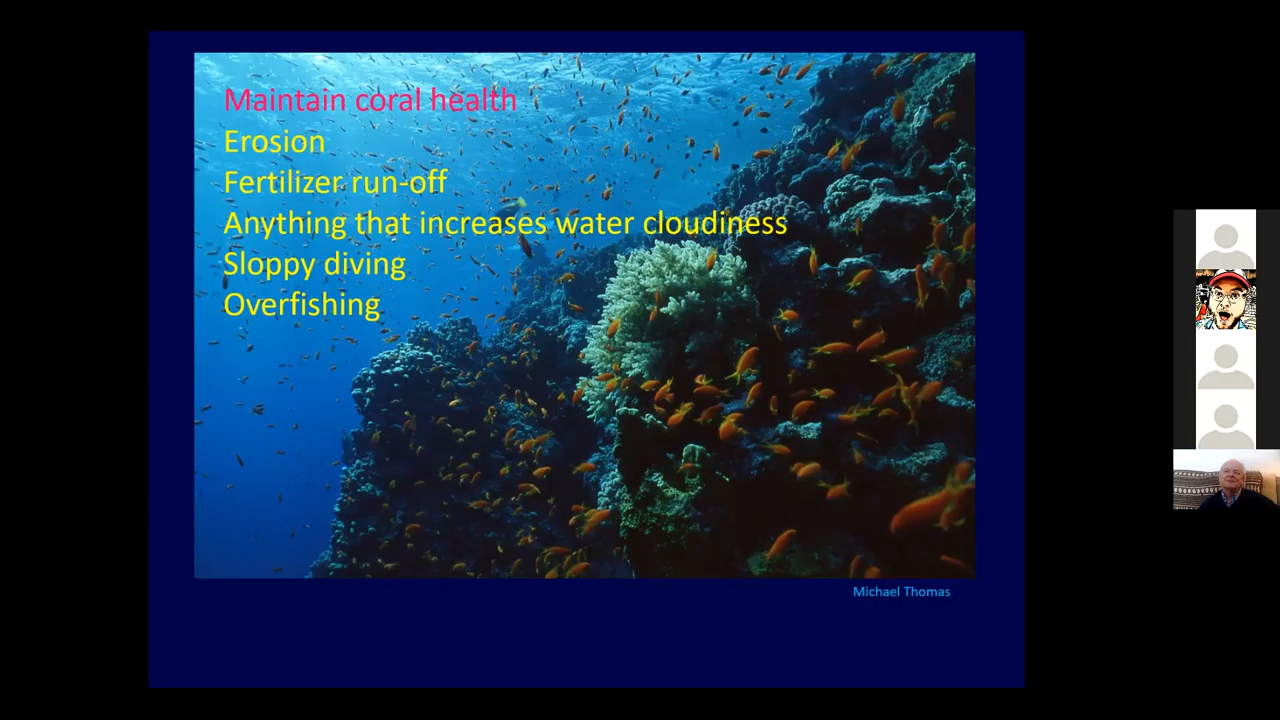 Maintain coral health
Erosion
Fertilizer run-off
Anything that increases water cloudiness
Sloppy diving
Overfishing
Michael Thomas